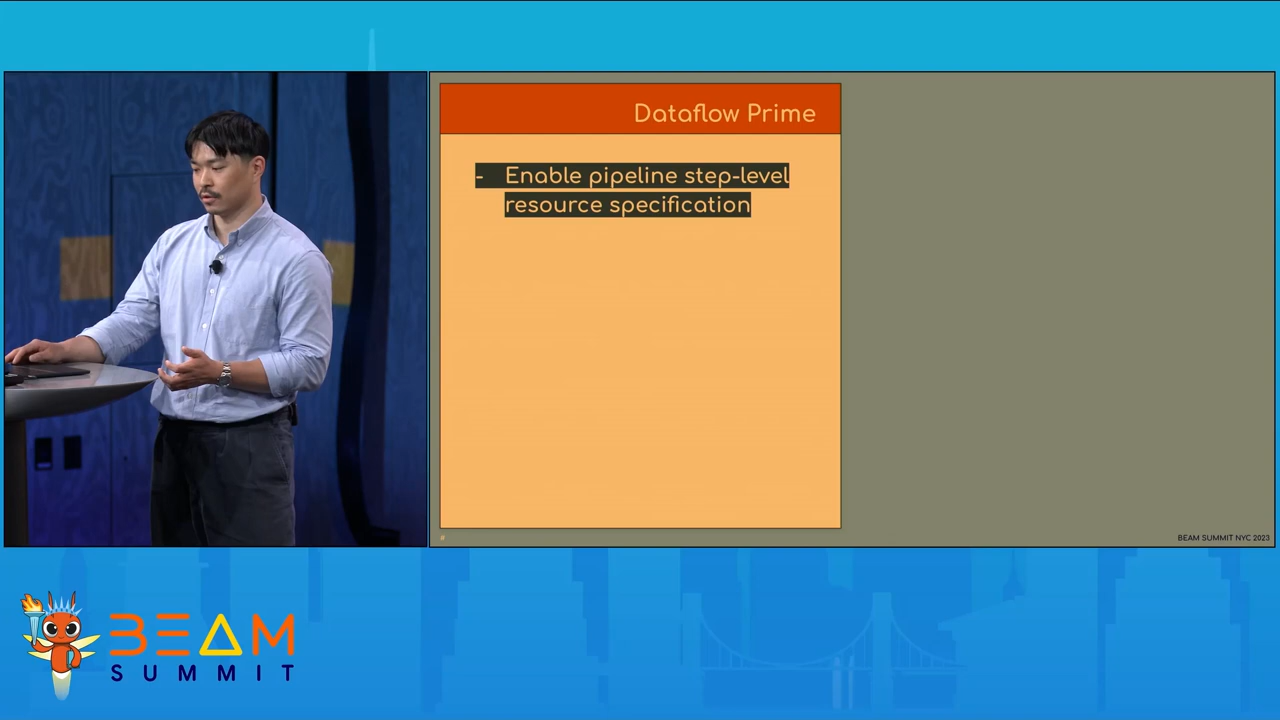 Dataflow Prime
- Enable pipeline step-level
resource specification
#
BEAM SUMMIT NYC 2023
BEAM
SUMMIT